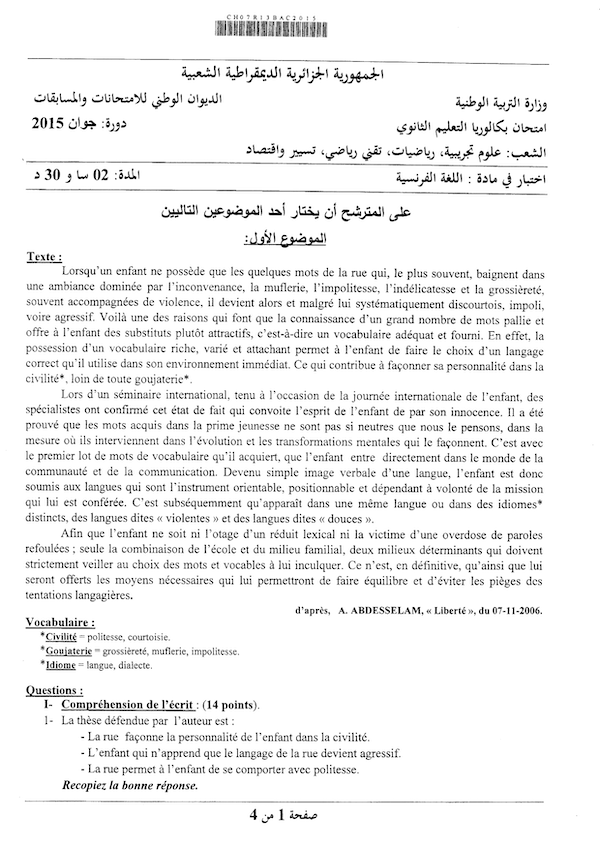 CH07R13BAC2015
الجمهورية الجزائرية الديمقراطية الشعبية
وزارة التربية الوطنية الديوان الوطني للامتحانات والمسابقات
امتحان بكالوريا التعليم الثانوي دورة: جوان 2015
الشعب: علوم تجريبية، رياضيات، تقني رياضي، تسيير واقتصاد
اختبار في مادة : اللغة الفرنسية المدة: 02 سا و 30 د
على المترشح أن يختار أحد الموضوعين التاليين
الموضوع الأول:
Texte :
Lorsqu'un enfant ne possède que les quelques mots de la rue qui, le plus souvent, baignent dans
une ambiance dominée par l'inconvenance, la muflerie, l'impolitesse, l'indélicatesse et la grossièreté,
souvent accompagnées de violence, il devient alors et malgré lui systématiquement discourtois, impoli,
voire agressif. Voilà une des raisons qui font que la connaissance d'un grand nombre de mots pallie et
offre à l'enfant des substituts plutôt attractifs, c'est-à-dire un vocabulaire adéquat et fourni. En effet, la
possession d'un vocabulaire riche, varié et attachant permet à l'enfant de faire le choix d'un langage
correct qu'il utilise dans son environnement immédiat. Ce qui contribue à façonner sa personnalité dans la
civilité*, loin de toute goujaterie*.
Lors d'un séminaire international, tenu à l'occasion de la journée internationale de l'enfant, des
spécialistes ont confirmé cet état de fait qui convoite l'esprit de l'enfant de par son innocence. Il a été
prouvé que les mots acquis dans la prime jeunesse ne sont pas si neutres que nous le pensons, dans la
mesure où ils interviennent dans l'évolution et les transformations mentales qui le façonnent. C'est avec
le premier lot de mots de vocabulaire qu'il acquiert, que l'enfant entre directement dans le monde de la
communauté et de la communication. Devenu simple image verbale d'une langue, l'enfant est donc
soumis aux langues qui sont l'instrument orientable, positionnable et dépendant à volonté de la mission
qui lui est conférée. C'est subséquemment qu'apparaît dans une même langue ou dans des idiomes*
distincts, des langues dites « violentes » et des langues dites « douces ».
Afin que l'enfant ne soit ni l'otage d'un réduit lexical ni la victime d'une overdose de paroles
refoulées ; seule la combinaison de l'école et du milieu familial, deux milieux déterminants qui doivent
strictement veiller au choix des mots et vocables à lui inculquer. Ce n'est, en définitive, qu'ainsi que lui
seront offerts les moyens nécessaires qui lui permettront de faire équilibre et d'éviter les pièges des
tentations langagières.
d'après, A. ABDESSELAM, « Liberté », du 07-11-2006.
Vocabulaire :
*Civilité = politesse, courtoisie.
*Goujaterie = grossièreté, muflerie, impolitesse.
*Idiome = langue, dialecte.
Questions :
I- Compréhension de l'écrit : (14 points).
1- La thèse défendue par l'auteur est :
- La rue façonne la personnalité de l'enfant dans la civilité.
- L'enfant qui n'apprend que le langage de la rue devient agressif.
- La rue permet à l'enfant de se comporter avec politesse.
Recopiez la bonne réponse.
صفحة 1 من 4